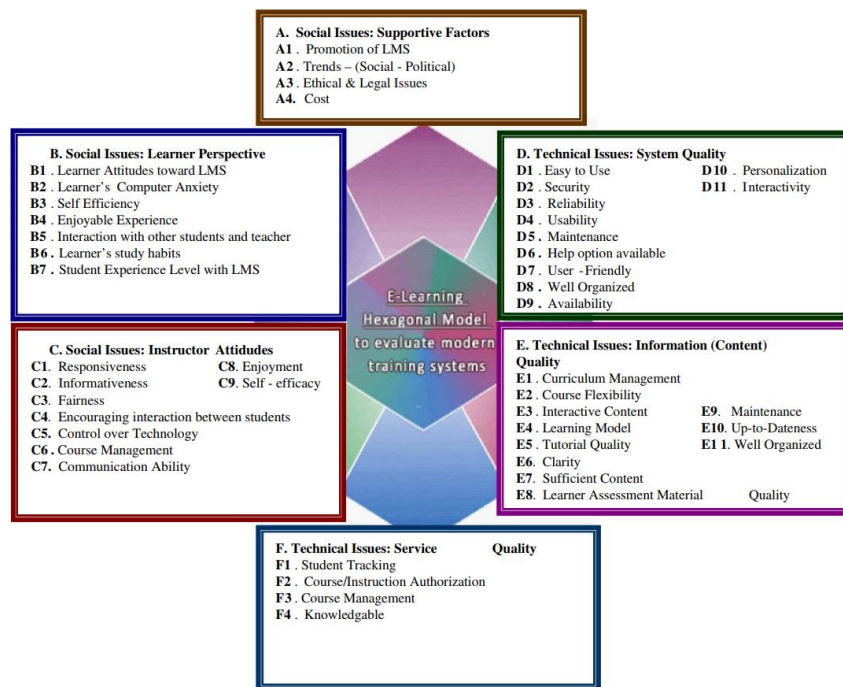 A. Social Issues: Supportive Factors
A1 . Promotion of LMS
A2 . Trends – (Social - Political)
A3 . Ethical & Legal Issues
A4. Cost
B. Social Issues: Learner Perspective
B1 . Learner Attitudes toward LMS
B2 . Learner's Computer Anxiety
B3 . Self Efficiency
B4 . Enjoyable Experience
B5 . Interaction with other students and teacher
B6 . Learner's study habits
B7 . Student Experience Level with LMS
D. Technical Issues: System Quality
D1 . Easy to Use
D2 . Security
D3 . Reliability
D4 . Usability
D5 . Maintenance
D6 . Help option available
D7 . User -Friendly
D8 . Well Organized
D9 . Availability
D10 . Personalization
D11 . Interactivity
E-Learning
Hexagonal Model
to evaluate modern
training systems
C. Social Issues: Instructor Attidudes
C1. Responsiveness
C2. Informativeness
C3. Fairness
C4. Encouraging interaction between students
C5. Control over Technology
C6 . Course Management
C7. Communication Ability
C8. Enjoyment
C9. Self - efficacy
E. Technical Issues: Information (Content)
Quality
E1 . Curriculum Management
E2 . Course Flexibility
E3 . Interactive Content
E4 . Learning Model
E5 . Tutorial Quality
E6. Clarity
E7. Sufficient Content
E8. Learner Assessment Material Quality
E9. Maintenance
E10. Up-to-Dateness
E1 1. Well Organized
F. Technical Issues: Service Quality
F1 . Student Tracking
F2 . Course/Instruction Authorization
F3 . Course Management
F4 . Knowledgable